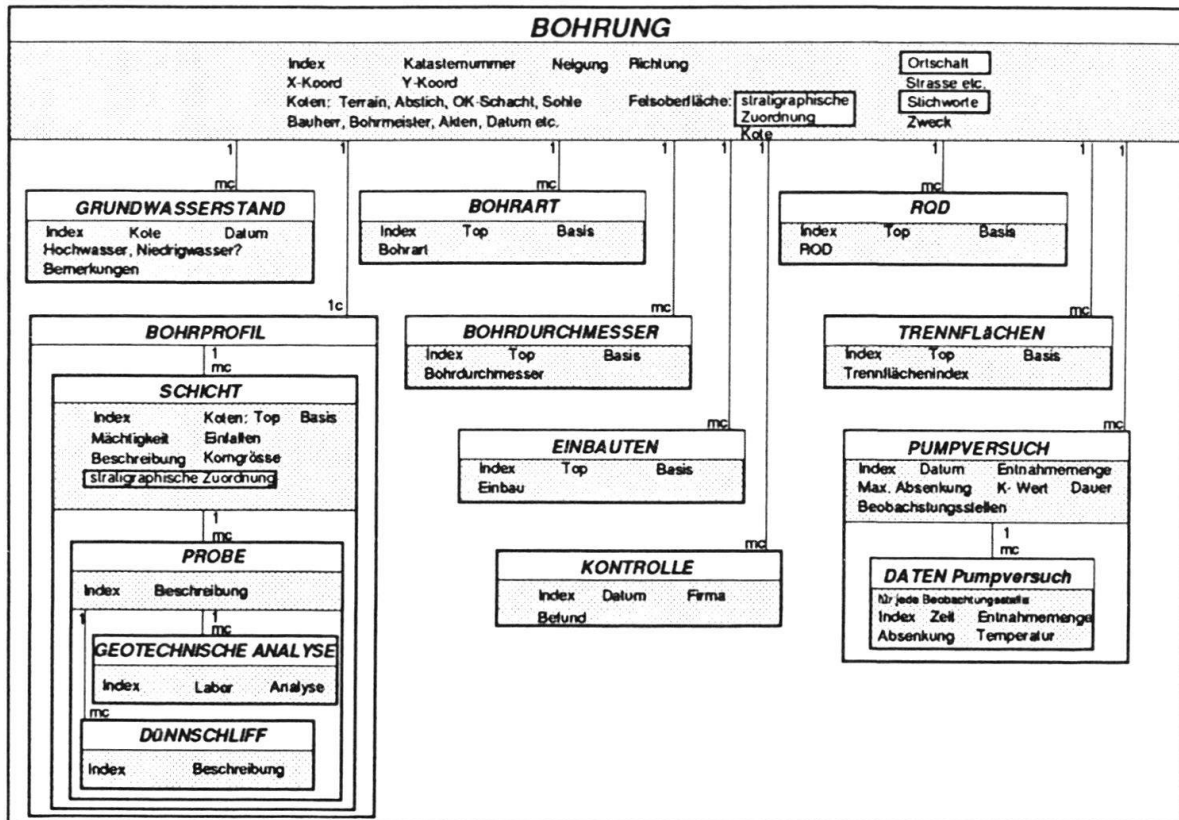 BOHRUNG
Index Katasternummer Neigung Richtung Ortschaft
X-Koord Y-Koord Strasse etc.
Koten: Terrain, Abstich, OK-Schacht, Sohle Felsoberfläche: stratigraphische Stichworte
Zuordnung
Bauherr, Bohrmeister, Akten, Datum etc. Kote Zweck
1 1 1 1 1 1 1 1 1
mc mc mc
GRUNDWASSERSTAND
Index Kote Datum
Hochwasser, Niedrigwasser?
Bemerkungen
BOHRART
Index Top Basis
Bohrart
RQD
Index Top Basis
RQD
1c
BOHRPROFIL
1
mc
SCHICHT
Index Koten: Top Basis
Mächtigkeit Einfallen
Beschreibung Korngrösse
stratigraphische Zuordnung
1
mc
PROBE
Index Beschreibung
1 1
mc
GEOTECHNISCHE ANALYSE
Index Labor Analyse
mc
DüNNSCHLIFF
Index Beschreibung
mc
BOHRDURCHMESSER
Index Top Basis
Bohrdurchmesser
mc
EINBAUTEN
Index Top Basis
Einbau
mc
KONTROLLE
Index Datum Firma
Befund
mc
TRENNFLäCHEN
Index Top Basis
Trennflächenindex
mc
PUMPVERSUCH
Index Datum Entnahmemenge
Max. Absenkung K- Wert Dauer
Beobachstungsstellen
1
mc
DATEN Pumpversuch
für jede Beobachtungsstelle
Index Zeit Entnahmemenge
Absenkung Temperatur